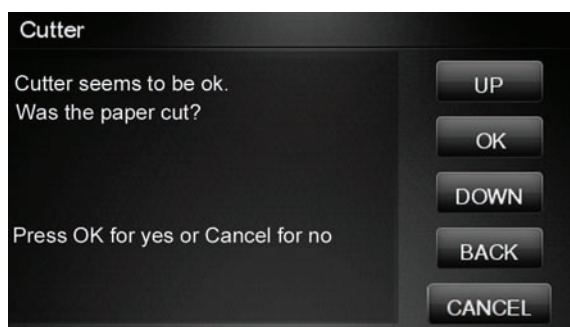 Cutter
Cutter seems to be ok.
Was the paper cut?
Press OK for yes or Cancel for no
UP
OK
DOWN
BACK
CANCEL